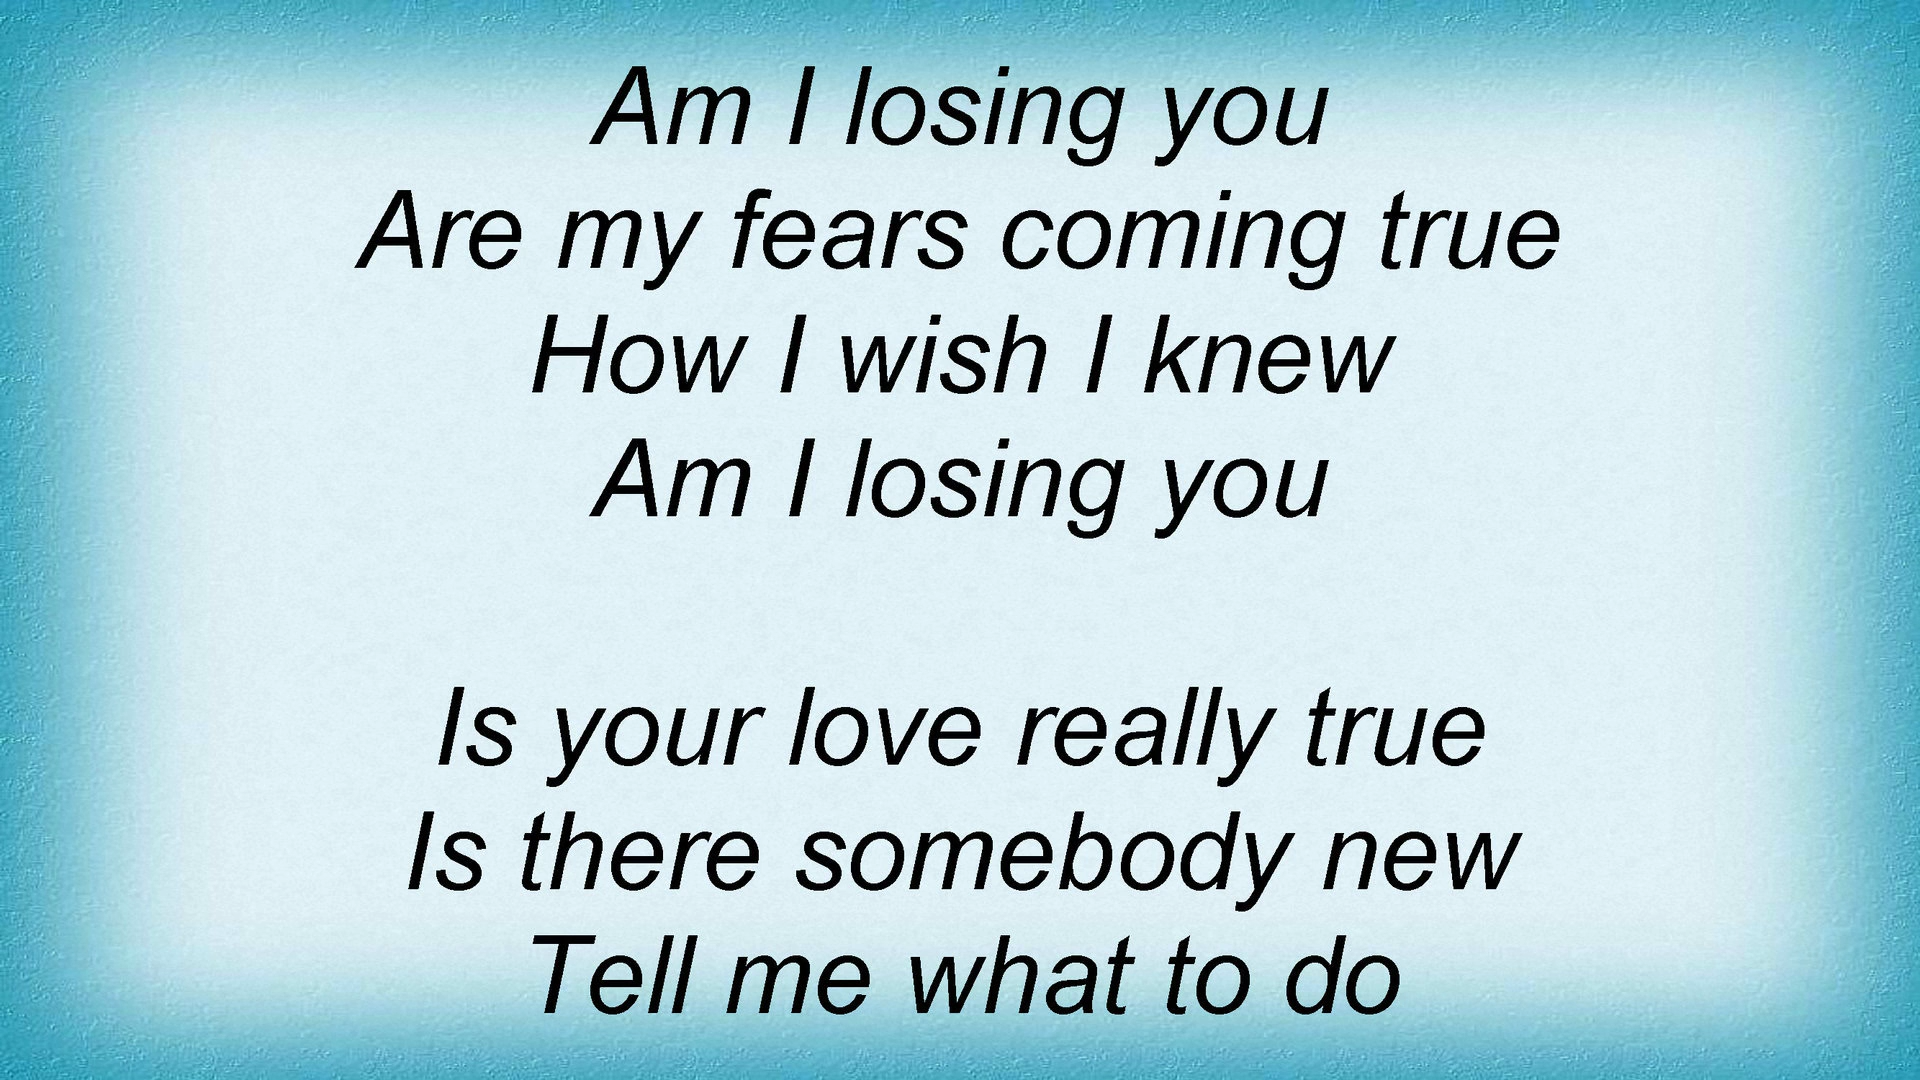 Am I losing you
Are my fears coming true
How I wish I knew
Am I losing you
Is your love really true
Is there somebody new
Tell me what to do